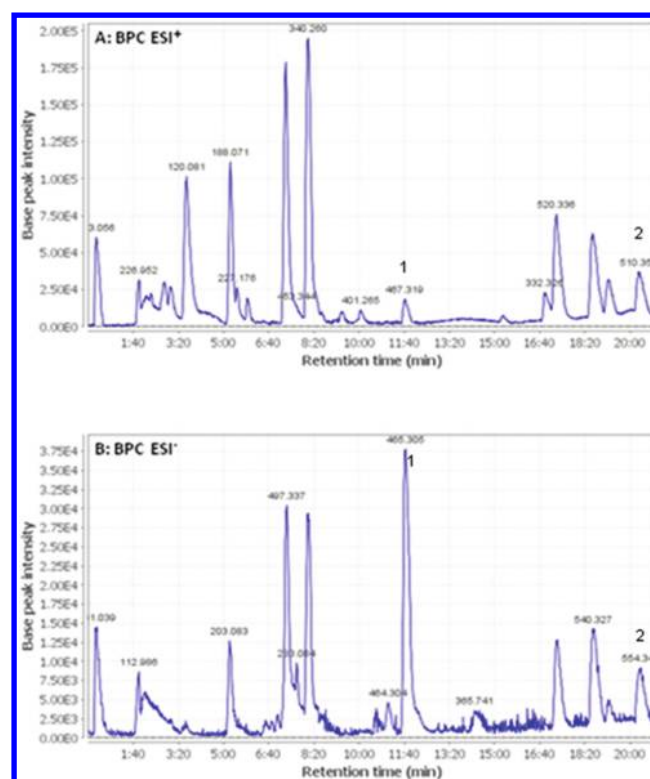 A: BPC ESI+
Base peak intensity
2.00E5
1.75E5
1.50E5
1.25E5
1.00E5
7.50E4
5.00E4
2.50E4
0.00E0
340.260
188.071
120.081
520.336
3.056
226.952
227.176
401.265
1
467.319
332.326
2
510.35
1:40 3:20 5:00 6:40 8:20 10:00 11:40 13:20 15:00 16:40 18:20 20:00
Retention time (min)
B: BPC ESI-
Base peak intensity
3.75E4
3.50E4
3.25E4
3.00E4
2.75E4
2.50E4
2.25E4
2.00E4
1.75E4
1.50E4
1.25E4
1.00E4
7.50E3
5.00E3
2.50E3
0.00E0
465.305
1
497.337
1.039
203.083
112.986
464.304
365.741
540.327
2
554.34
1:40 3:20 5:00 6:40 8:20 10:00 11:40 13:20 15:00 16:40 18:20 20:00
Retention time (min)